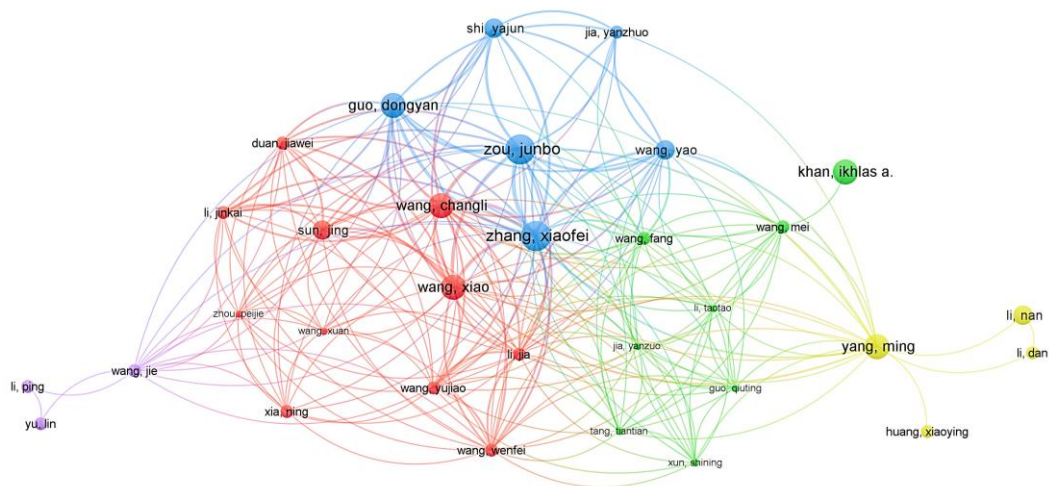 shi, yajun
jia, yanzhuo
guo, dongyan
duan, jiawei
zou, junbo
wang, yao
khan, ikhlas a.
li, jinkai
wang, changli
sun, jing
zhang, xiaofei
wang, fang
wang, mei
wang, xiao
zhou, peijie
li, taotao
li, nan
wang, xuan
jia, yanzuo
yang, ming
li, jia
li, dan
wang, jie
li, ping
wang, yujiao
guo, qiuting
xia, ning
yu, lin
tang, tiantian
huang, xiaoying
wang, wenfei
xun, shining